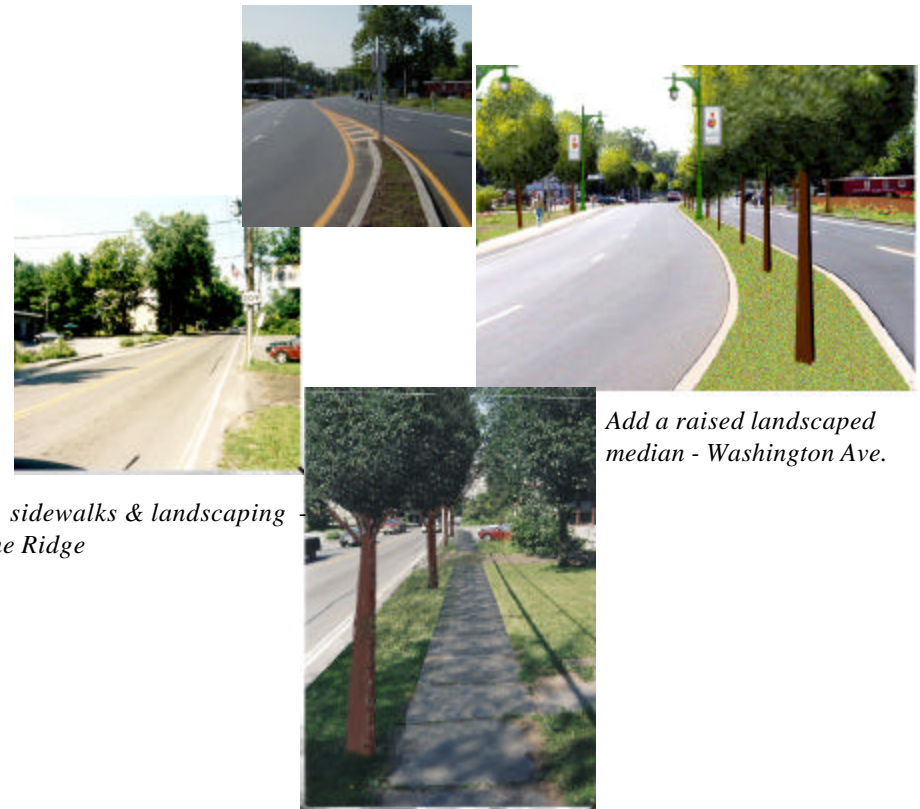 Add a raised landscaped
median - Washington Ave.
sidewalks & landscaping -
Ridge